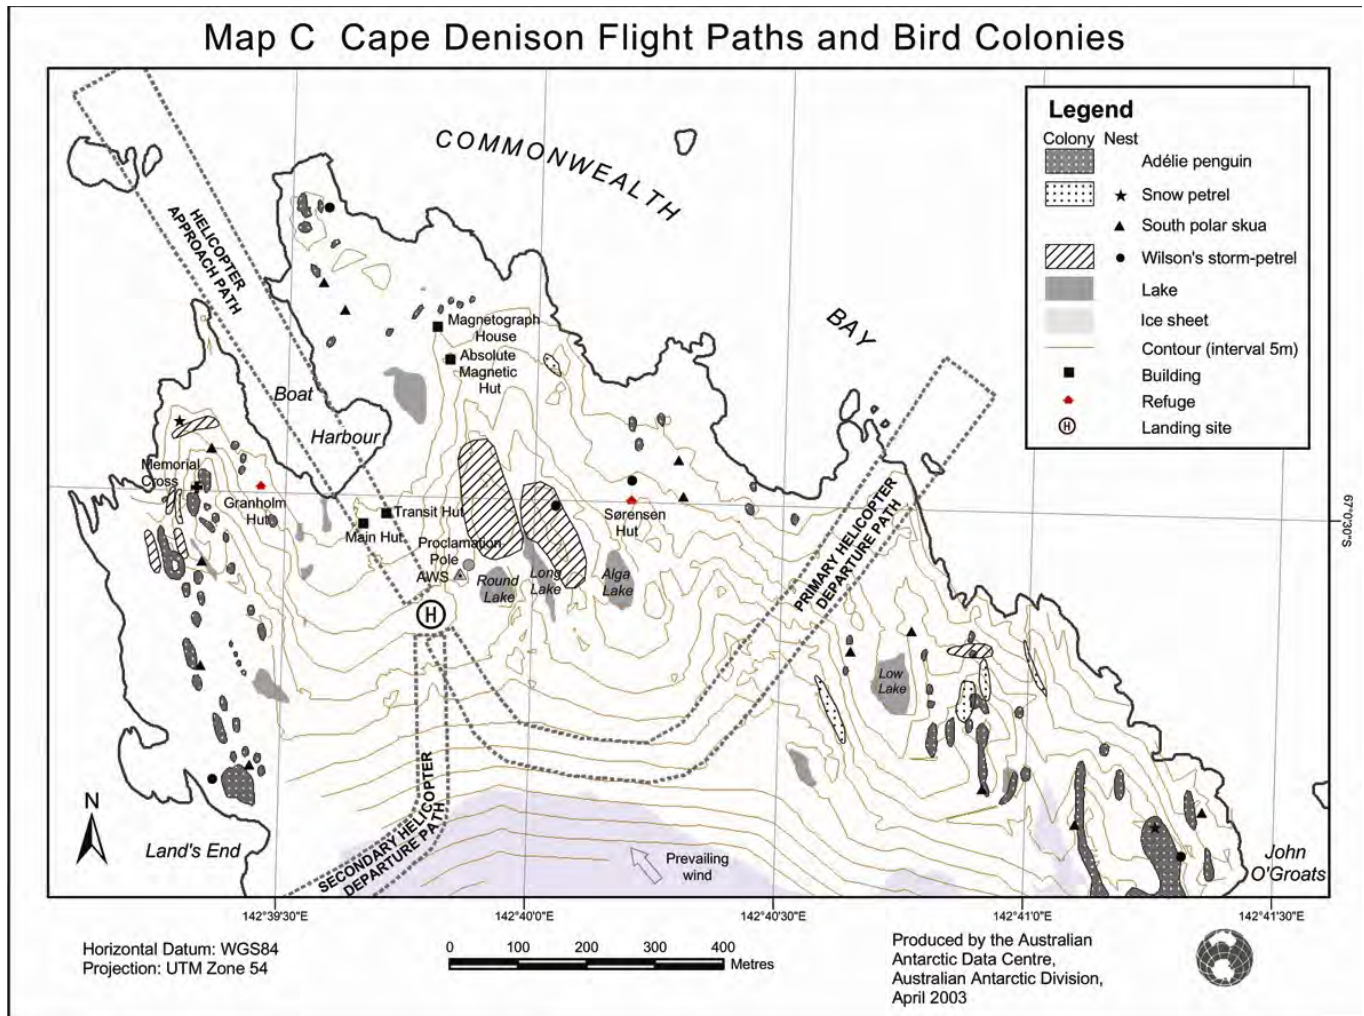 Map C Cape Denison Flight Paths and Bird Colonies
COMMONWEALTH
BAY
HELICOPTER
APPROACH PATH
Boat
Harbour
Magnetograph
House
Absolute
Magnetic
Hut
Memorial
Cross
Granholm
Hut
Transit Hut
Main Hut
Proclamation
Pole
AWS
Round
Lake
Long
Lake
Alga
Lake
Sørensen
Hut
H
PRIMARY HELICOPTER
DEPARTURE PATH
Low
Lake
SECONDARY HELICOPTER
DEPARTURE PATH
Prevailing
wind
N
Land's End
John
O'Groats
Legend
Colony Nest
Adélie penguin
Snow petrel
South polar skua
Wilson's storm-petrel
Lake
Ice sheet
Contour (interval 5m)
Building
Refuge
H Landing site
67°0'30"S
142°39'30"E
142°40'0"E
142°40'30"E
142°41'0"E
142°41'30"E
Horizontal Datum: WGS84
Projection: UTM Zone 54
0 100 200 300 400
Metres
Produced by the Australian
Antarctic Data Centre,
Australian Antarctic Division,
April 2003